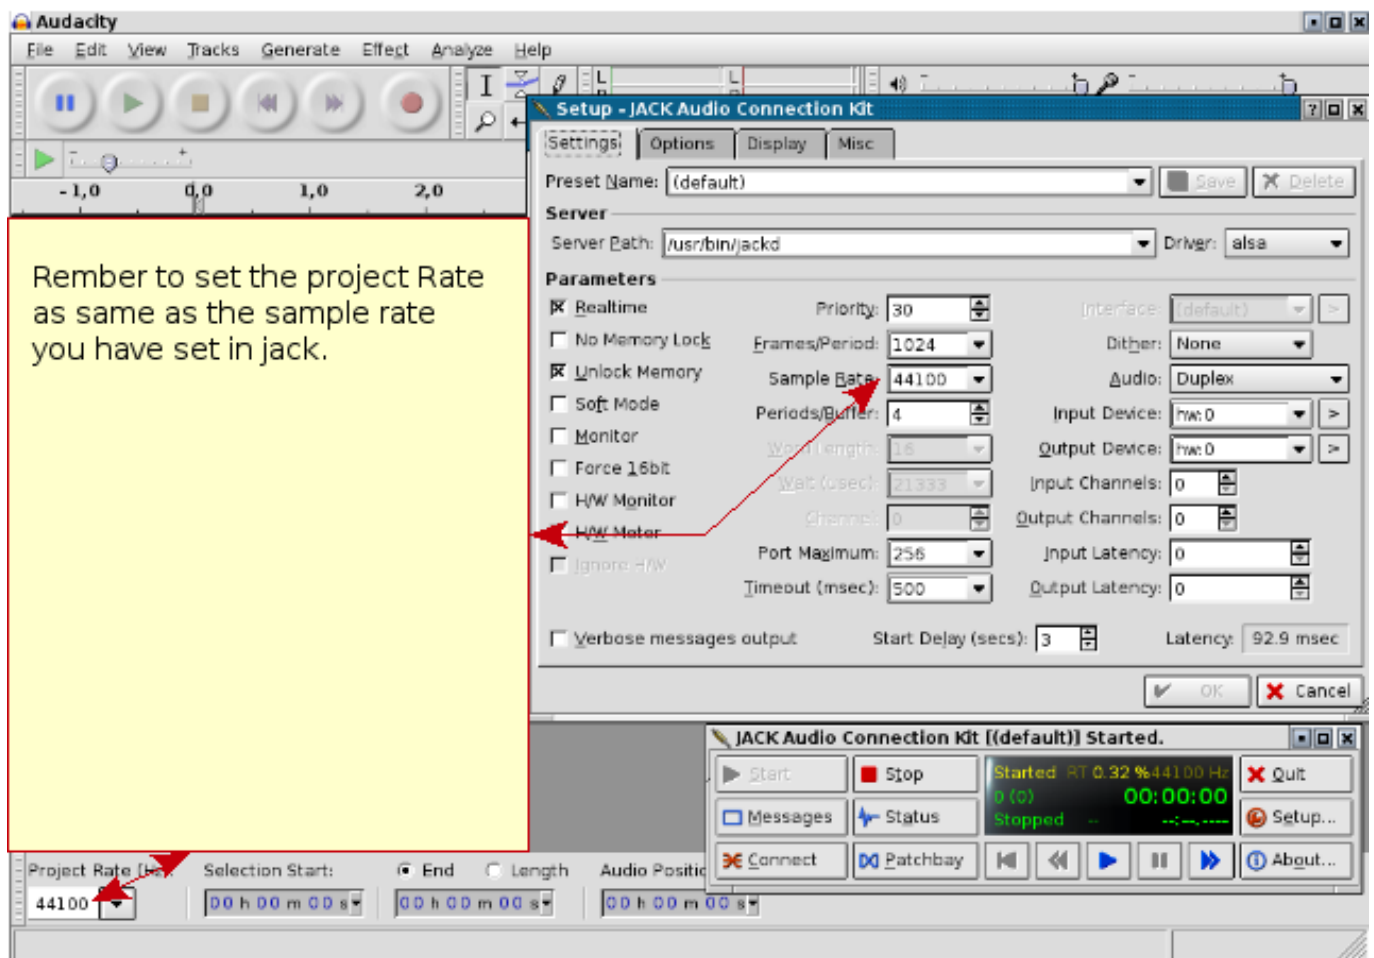 Audacity
File Edit View Tracks Generate Effect Analyze Help
L L
R R
-1,0 0,0 1,0 2,0
Rember to set the project Rate
as same as the sample rate
you have set in jack.
Setup - JACK Audio Connection Kit
Settings Options Display Misc
Preset Name: (default) Save Delete
Server
Server Path: /usr/bin/jackd Driver: alsa
Parameters
Realtime Priority: 30 Interface: (default) >
No Memory Lock Frames/Period: 1024 Dither: None
Unlock Memory Sample Rate: 44100 Audio: Duplex
Soft Mode Periods/Buffer: 4 Input Device: hw:0 >
Monitor Word Length: 16 Output Device: hw:0 >
Force 16bit Wait (usec): 21333 Input Channels: 0
H/W Monitor Channel: 0 Output Channels: 0
H/W Meter Port Maximum: 256 Input Latency: 0
Ignore H/W Timeout (msec): 500 Output Latency: 0
Verbose messages output Start Delay (secs): 3 Latency: 92.9 msec
OK Cancel
JACK Audio Connection Kit [(default)] Started.
Start Stop Started RT 0.32 % 44100 Hz Quit
0 (0) 00:00:00
Messages Status Stopped -- --:--.---- Setup...
Connect Patchbay About...
Project Rate (Hz): Selection Start: End Length Audio Positio
44100 00 h 00 m 00 s 00 h 00 m 00 s 00 h 00 m 00 s